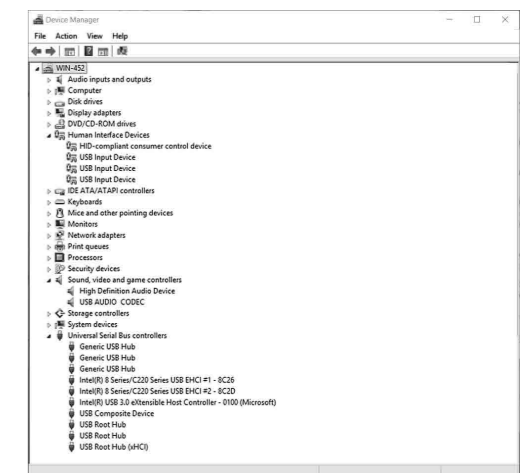 Device Manager
File Action View Help
WIN-452
Audio inputs and outputs
Computer
Disk drives
Display adapters
DVD/CD-ROM drives
Human Interface Devices
HID-compliant consumer control device
USB Input Device
USB Input Device
USB Input Device
IDE ATA/ATAPI controllers
Keyboards
Mice and other pointing devices
Monitors
Network adapters
Print queues
Processors
Security devices
Sound, video and game controllers
High Definition Audio Device
USB AUDIO CODEC
Storage controllers
System devices
Universal Serial Bus controllers
Generic USB Hub
Generic USB Hub
Generic USB Hub
Intel(R) 8 Series/C220 Series USB EHCI #1 - 8C26
Intel(R) 8 Series/C220 Series USB EHCI #2 - 8C2D
Intel(R) USB 3.0 eXtensible Host Controller - 0100 (Microsoft)
USB Composite Device
USB Root Hub
USB Root Hub
USB Root Hub (xHCI)